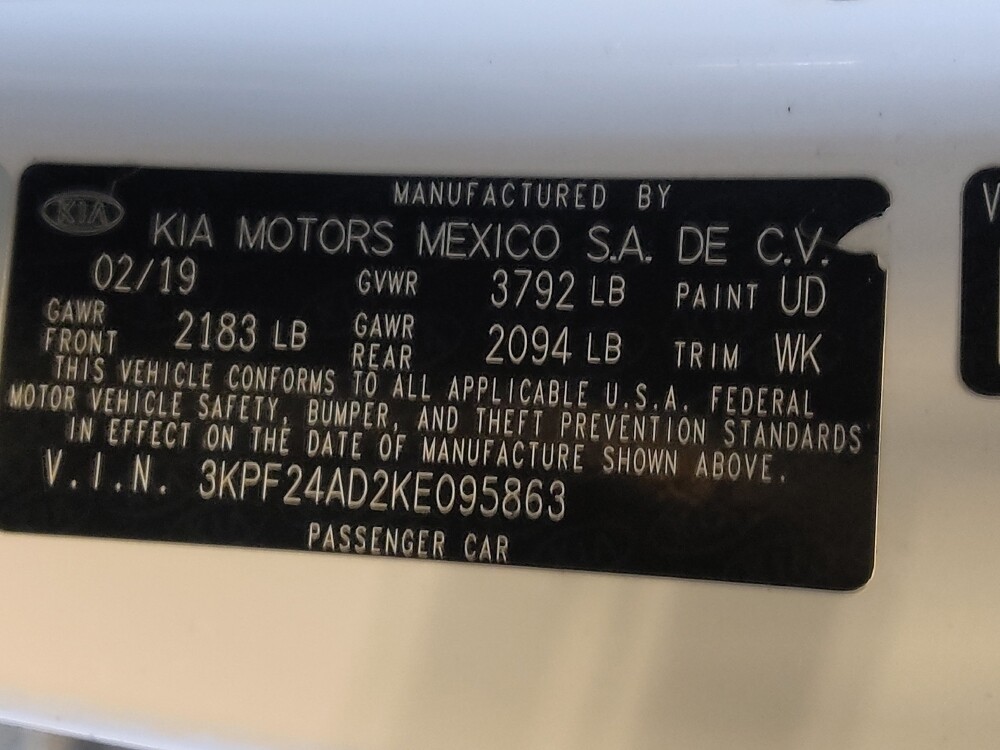 MANUFACTURED BY
KIA
KIA MOTORS MEXICO S.A. DE C.V.
02/19 GVWR 3792 LB PAINT UD
GAWR FRONT 2183 LB GAWR REAR 2094 LB TRIM WK
THIS VEHICLE CONFORMS TO ALL APPLICABLE U.S.A. FEDERAL
MOTOR VEHICLE SAFETY, BUMPER, AND THEFT PREVENTION STANDARDS
IN EFFECT ON THE DATE OF MANUFACTURE SHOWN ABOVE.
V.I.N. 3KPF24AD2KE095863
PASSENGER CAR